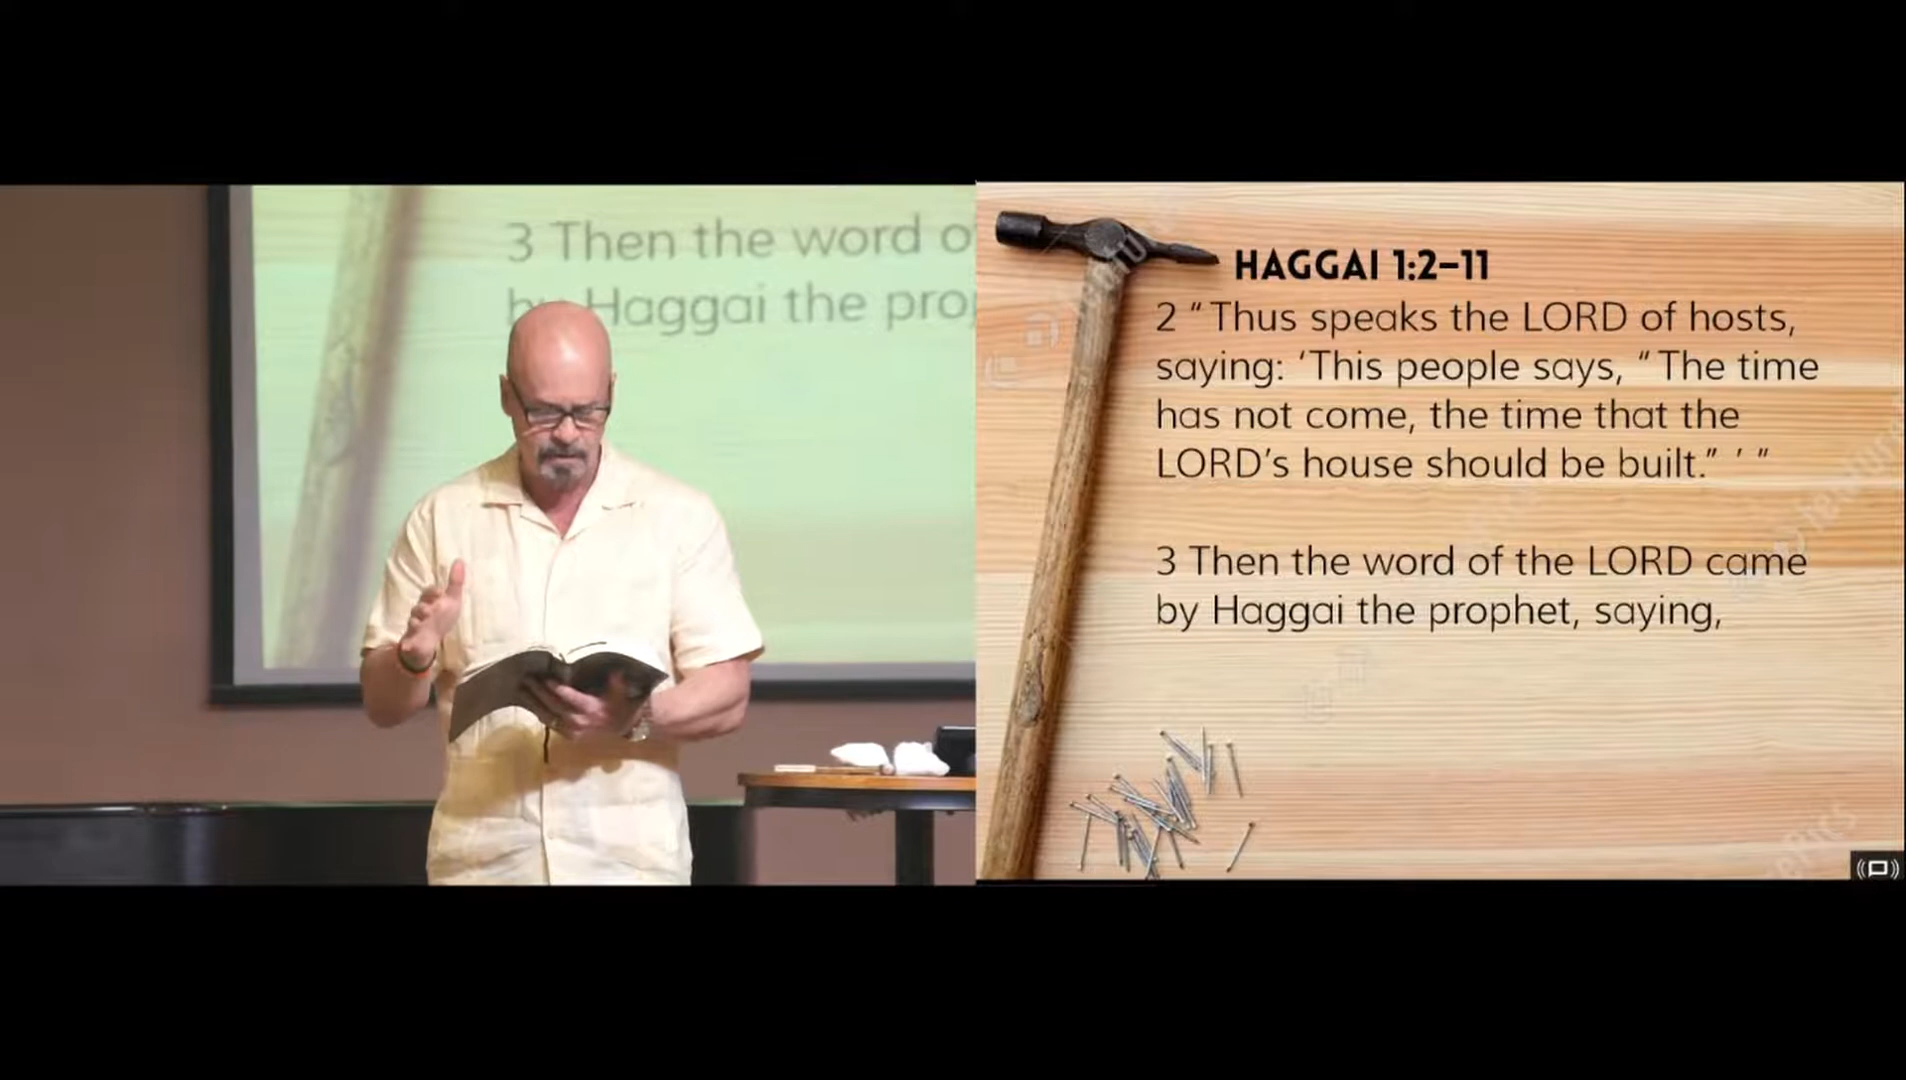 3 Then the word o
by Haggai the prop
HAGGAI 1:2–11
2 “Thus speaks the LORD of hosts,
saying: ‘This people says, “The time
has not come, the time that the
LORD’s house should be built.” ’ ”
3 Then the word of the LORD came
by Haggai the prophet, saying,